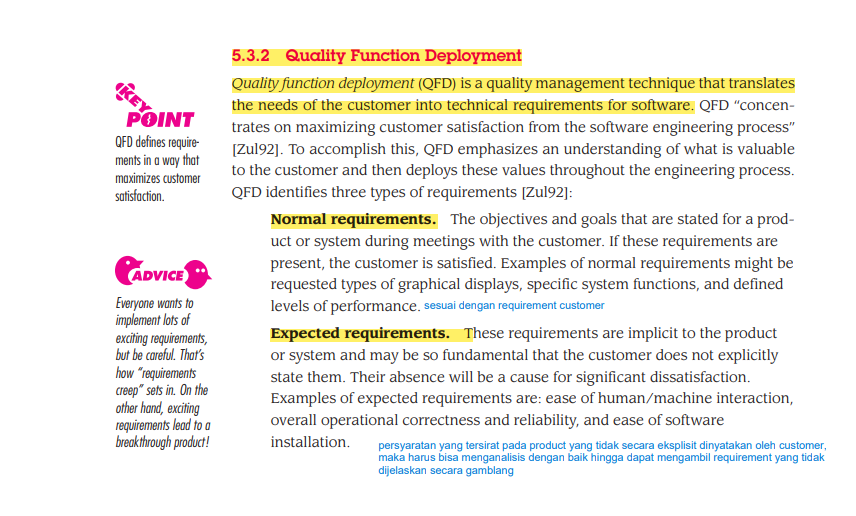 5.3.2 Quality Function Deployment
Quality function deployment (QFD) is a quality management technique that translates
the needs of the customer into technical requirements for software. QFD “concen-
trates on maximizing customer satisfaction from the software engineering process”
[Zul92]. To accomplish this, QFD emphasizes an understanding of what is valuable
to the customer and then deploys these values throughout the engineering process.
QFD identifies three types of requirements [Zul92]:
KEY
POINT
QFD defines require-
ments in a way that
maximizes customer
satisfaction.
Normal requirements. The objectives and goals that are stated for a prod-
uct or system during meetings with the customer. If these requirements are
present, the customer is satisfied. Examples of normal requirements might be
requested types of graphical displays, specific system functions, and defined
levels of performance. sesuai dengan requirement customer
ADVICE
Everyone wants to
implement lots of
exciting requirements,
but be careful. That’s
how “requirements
creep” sets in. On the
other hand, exciting
requirements lead to a
breakthrough product!
Expected requirements. These requirements are implicit to the product
or system and may be so fundamental that the customer does not explicitly
state them. Their absence will be a cause for significant dissatisfaction.
Examples of expected requirements are: ease of human/machine interaction,
overall operational correctness and reliability, and ease of software
installation.
persyaratan yang tersirat pada product yang tidak secara eksplisit dinyatakan oleh customer,
maka harus bisa menganalisis dengan baik hingga dapat mengambil requirement yang tidak
dijelaskan secara gamblang